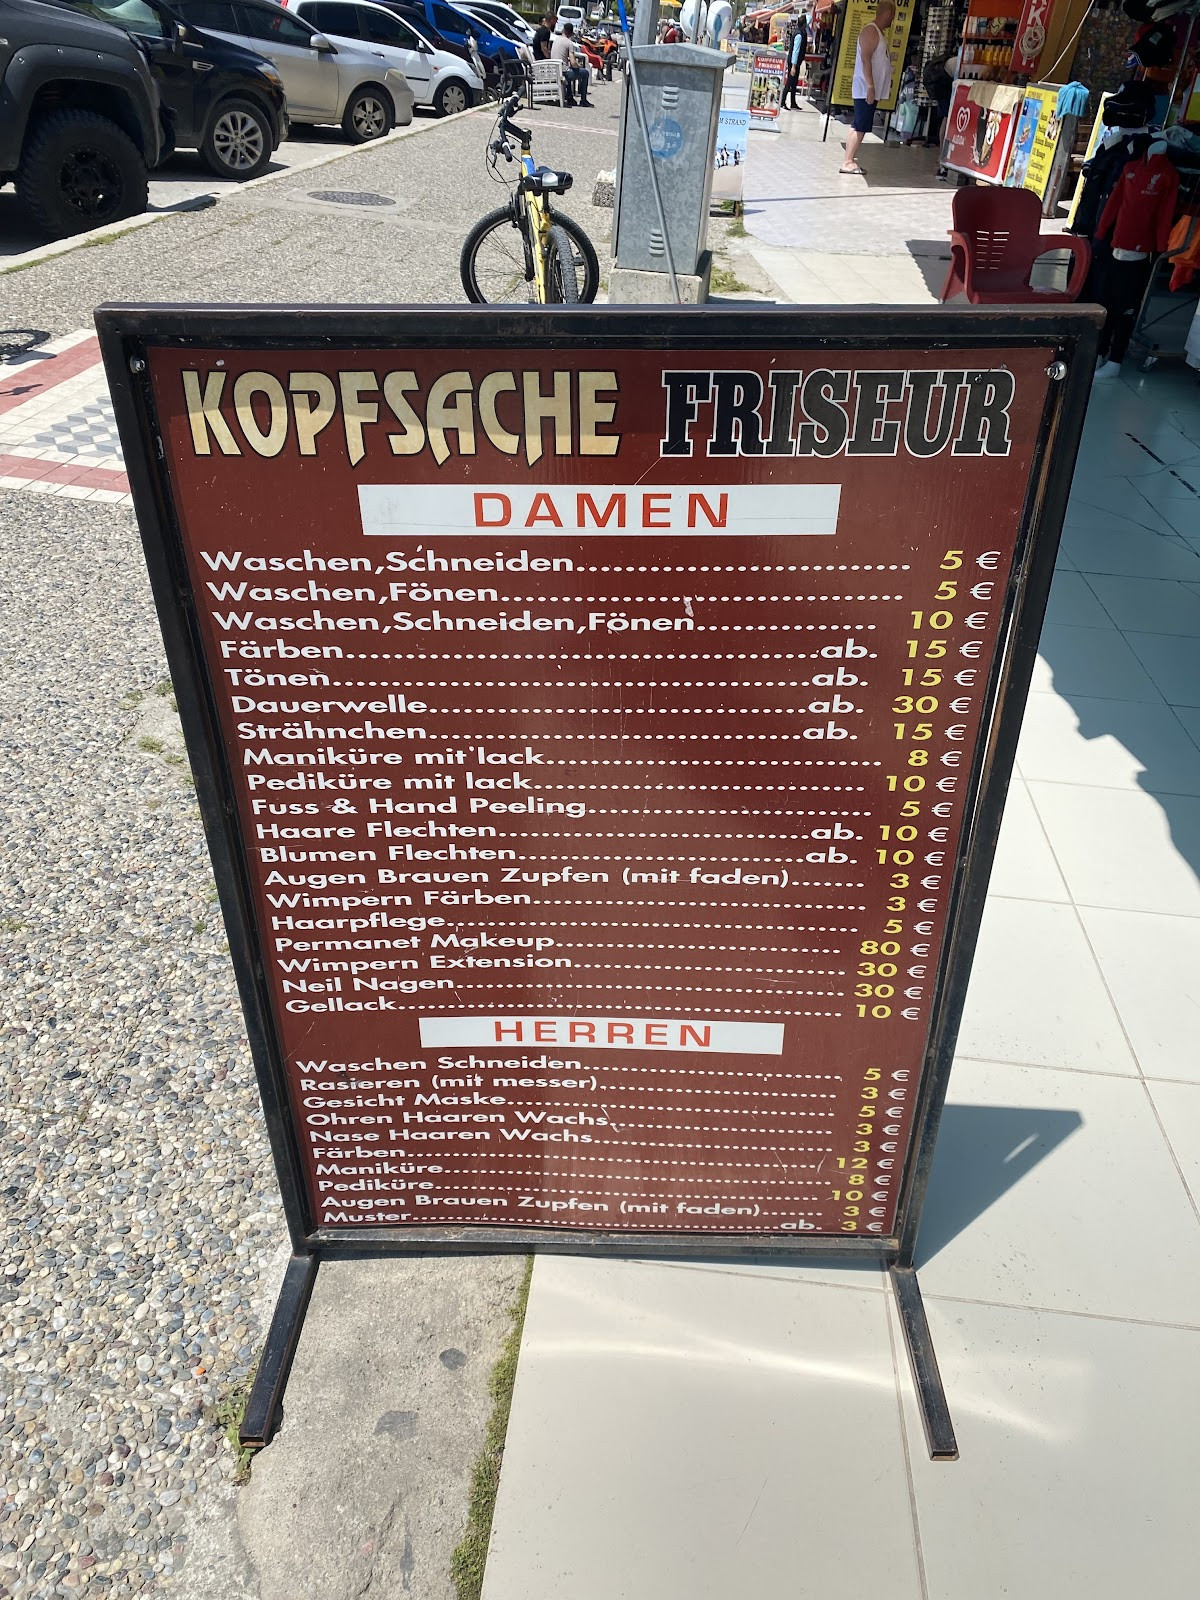 KOPFSACHE FRISEUR
DAMEN
Waschen,Schneiden........................... 5 €
Waschen,Fönen................................. 5 €
Waschen,Schneiden,Fönen............... 10 €
Färben.......................................ab. 15 €
Tönen.......................................ab. 15 €
Dauerwelle...............................ab. 30 €
Strähnchen...............................ab. 15 €
Maniküre mit lack............................... 8 €
Pediküre mit lack.............................. 10 €
Fuss & Hand Peeling.......................... 5 €
Haare Flechten..............................ab. 10 €
Blumen Flechten............................ab. 10 €
Augen Brauen Zupfen (mit faden)....... 3 €
Wimpern Färben................................ 3 €
Haarpflege........................................ 5 €
Permanet Makeup............................ 80 €
Wimpern Extension.......................... 30 €
Neil Nagen...................................... 30 €
Gellack............................................ 10 €
HERREN
Waschen Schneiden.......................... 5 €
Rasieren (mit messer)........................ 3 €
Gesicht Maske................................... 5 €
Ohren Haaren Wachs........................ 3 €
Nase Haaren Wachs.......................... 3 €
Färben............................................. 12 €
Maniküre........................................... 8 €
Pediküre.......................................... 10 €
Augen Brauen Zupfen (mit faden)....... 3 €
Muster.........................................ab. 3 €
COIFFEUR
FRISEUR
M STRAND